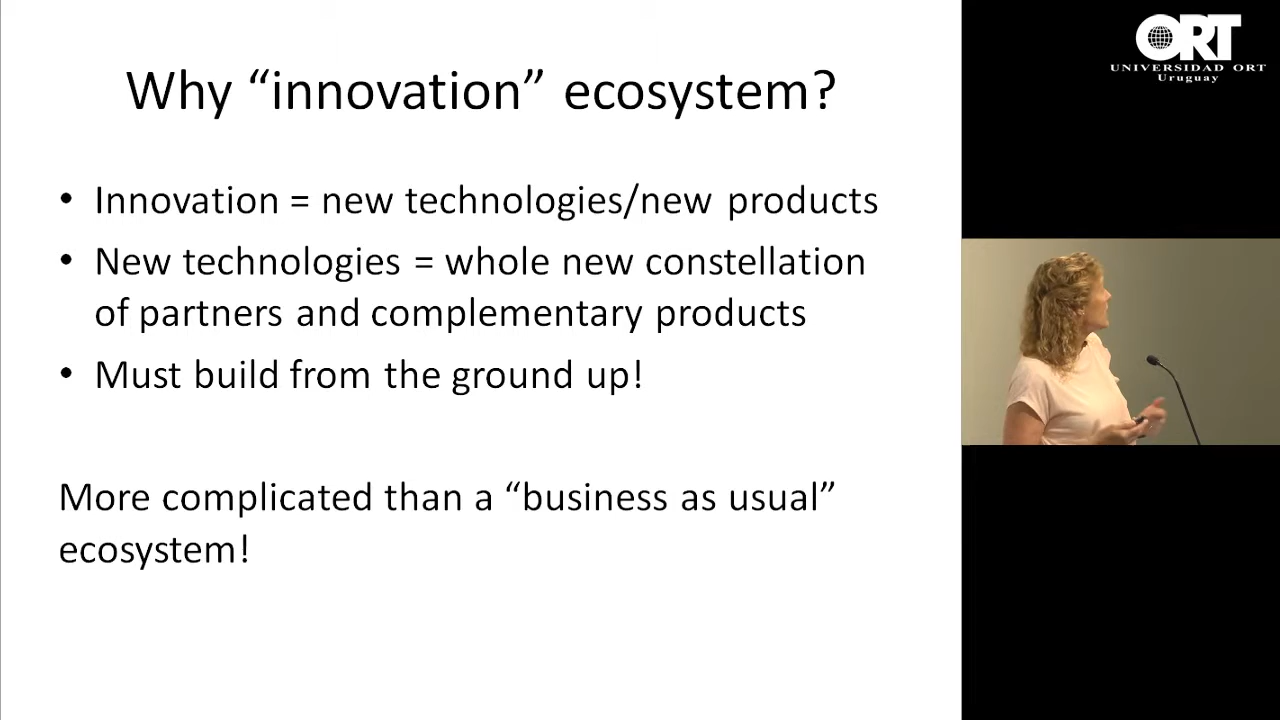 Why “innovation” ecosystem?
• Innovation = new technologies/new products
• New technologies = whole new constellation
of partners and complementary products
• Must build from the ground up!
More complicated than a “business as usual”
ecosystem!
ORT
UNIVERSIDAD ORT
Uruguay